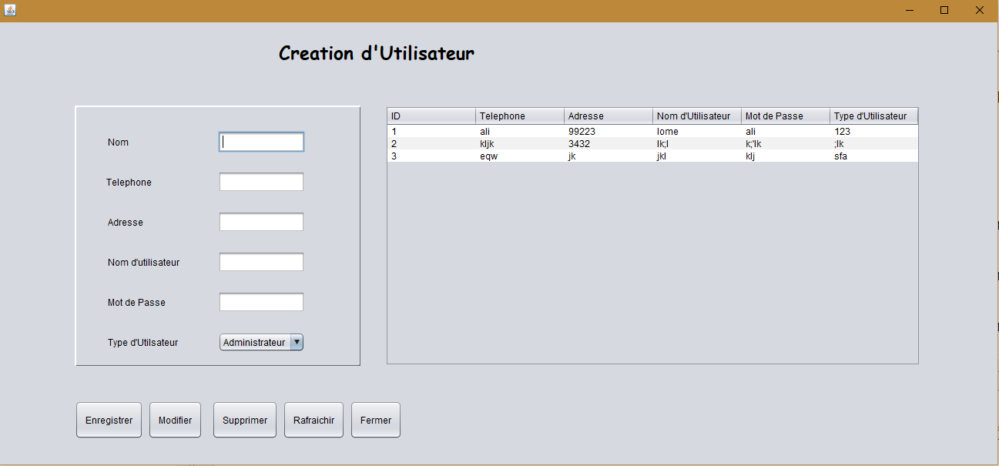 Creation d'Utilisateur
Nom
Telephone
Adresse
Nom d'utilisateur
Mot de Passe
Type d'Utilsateur Administrateur
ID Telephone Adresse Nom d'Utilisateur Mot de Passe Type d'Utilisateur
1 ali 99223 lome ali 123
2 kljk 3432 lk;l k;'lk ;lk
3 eqw jk jkl klj sfa
Enregistrer Modifier Supprimer Rafraichir Fermer